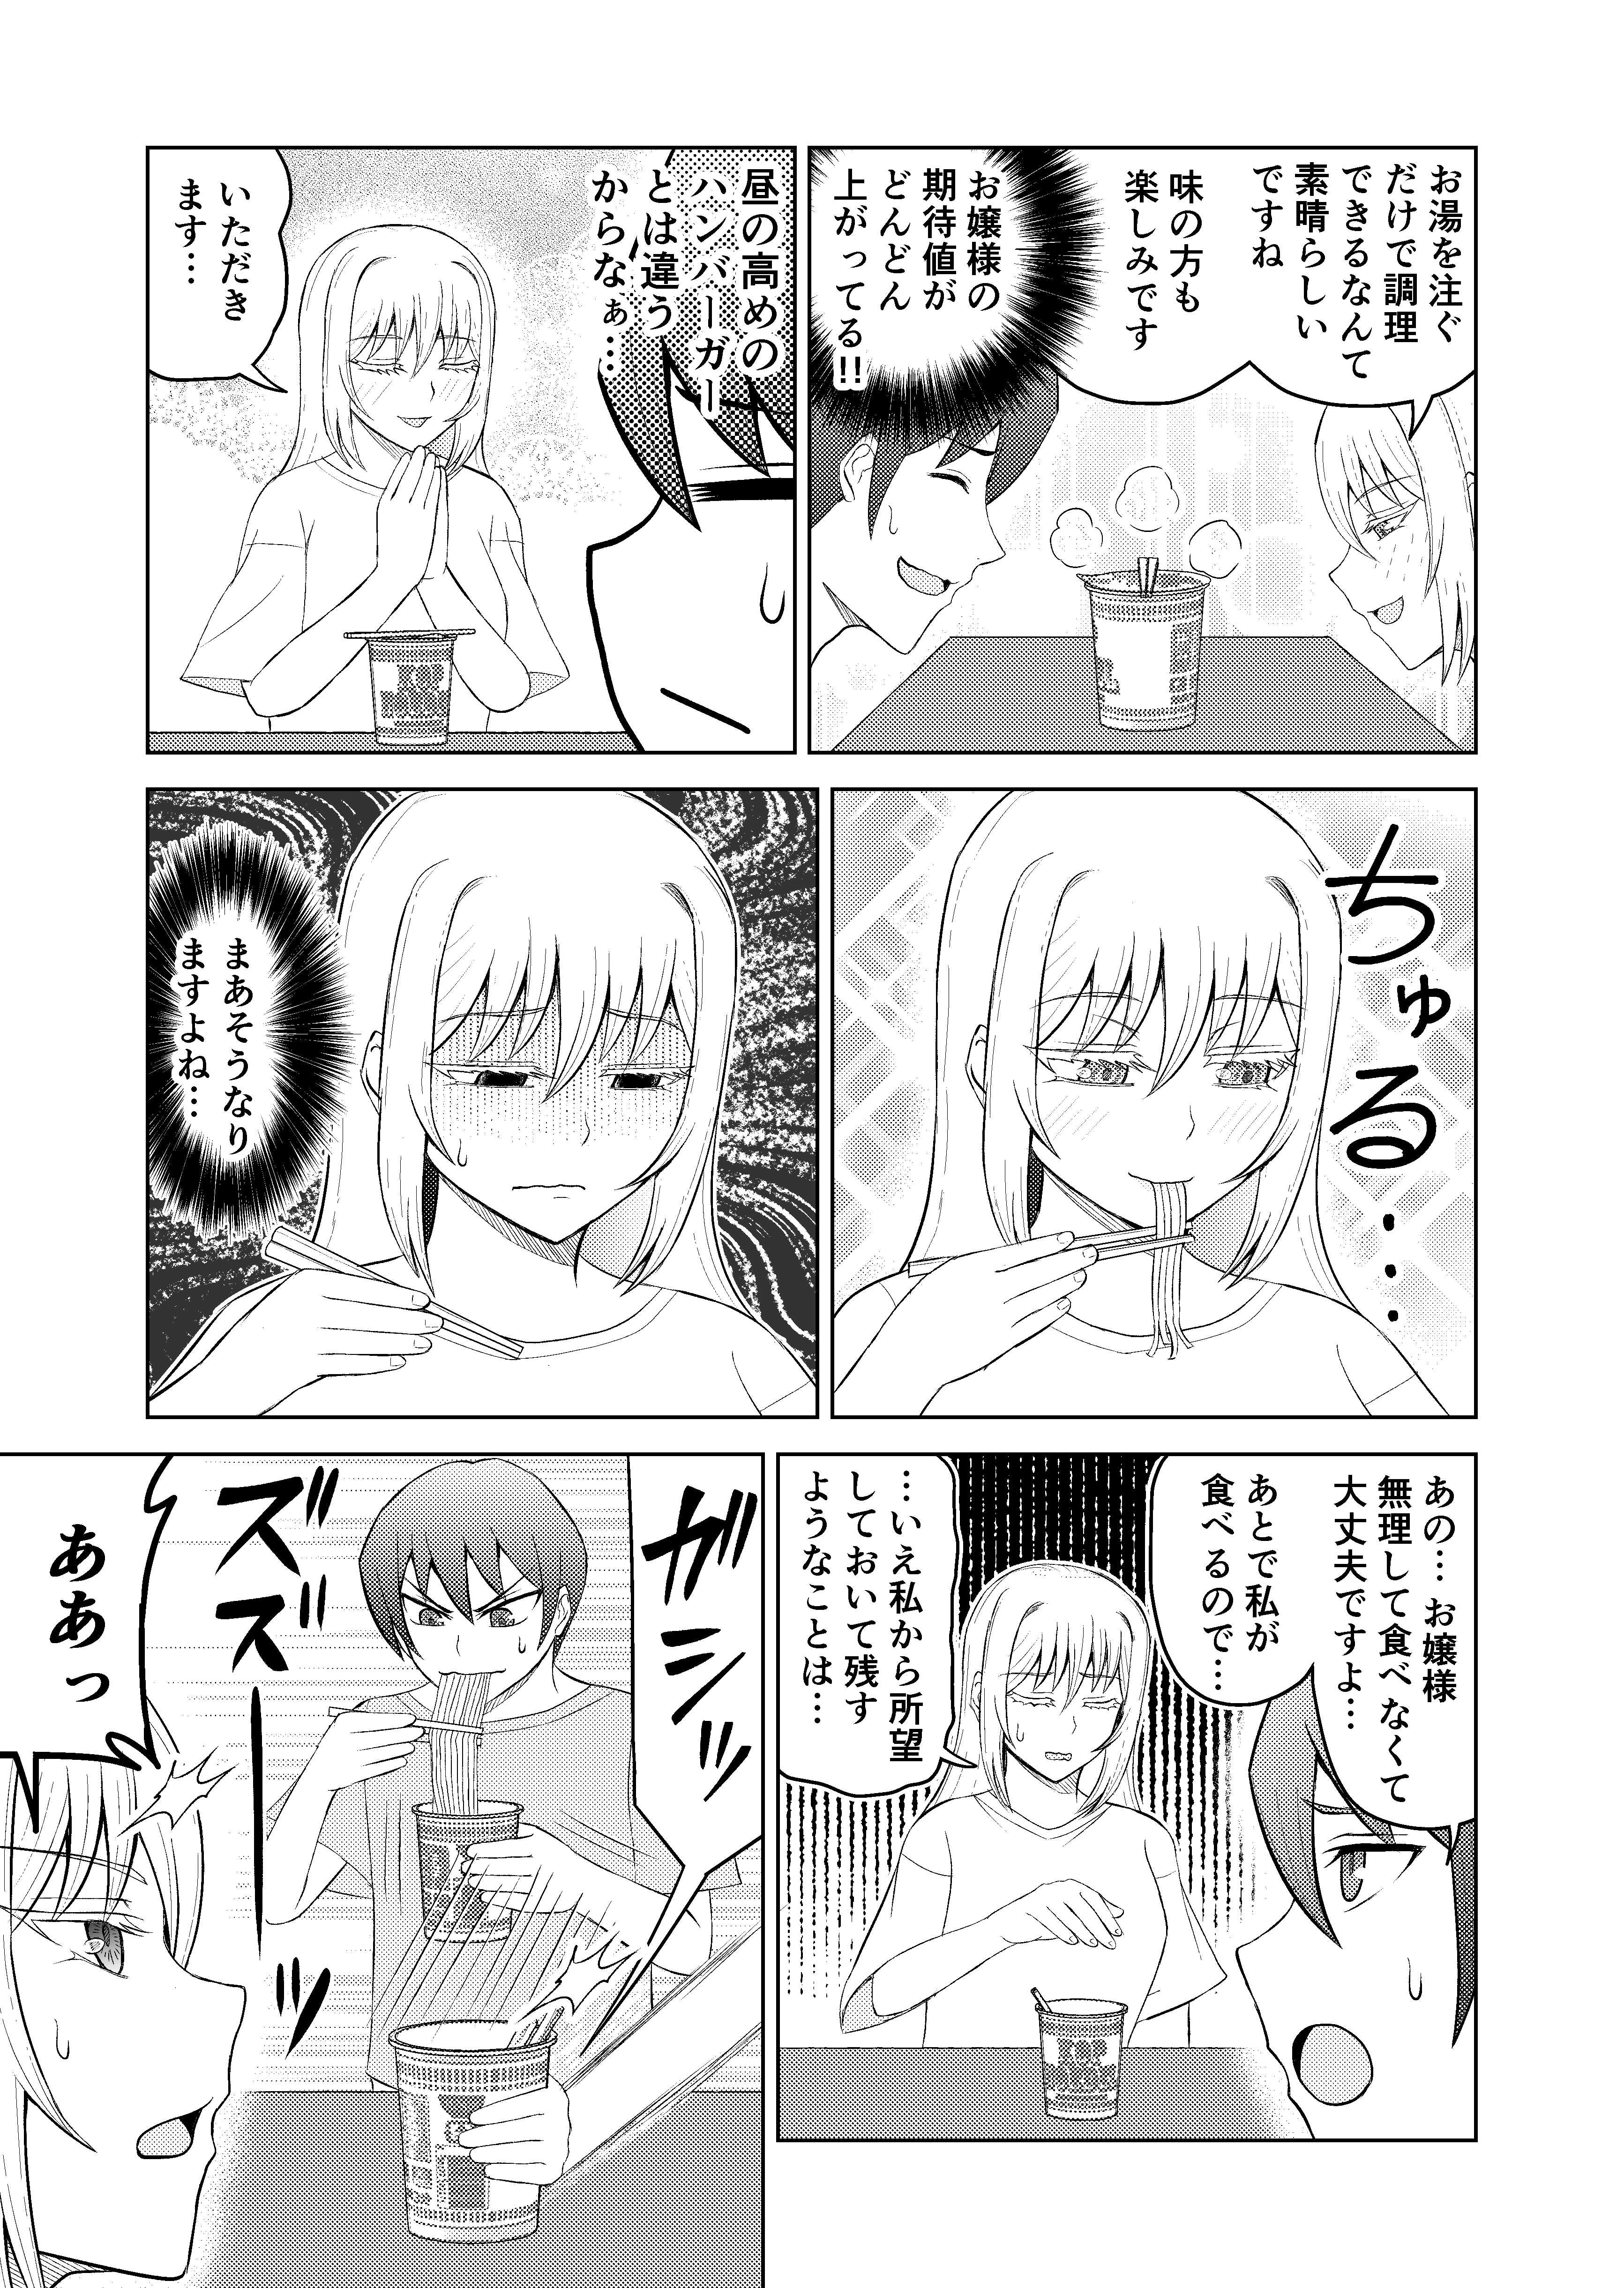 お湯を注ぐ
だけで調理
できるなんて
素晴らしい
ですね
味の方も
楽しみです
お嬢様の
期待値が
どんどん
上がってる!!
昼の高めの
ハンバーガー
とは違う
からなぁ…
いただき
ます…
ちゅる…
まあそうなり
ますよね…
あの…お嬢様
無理して食べなくて
大丈夫ですよ…
あとで私が
食べるので…
…いえ私から所望
しておいて残す
ようなことは…
ガシッ
ズズーッ
ああっ